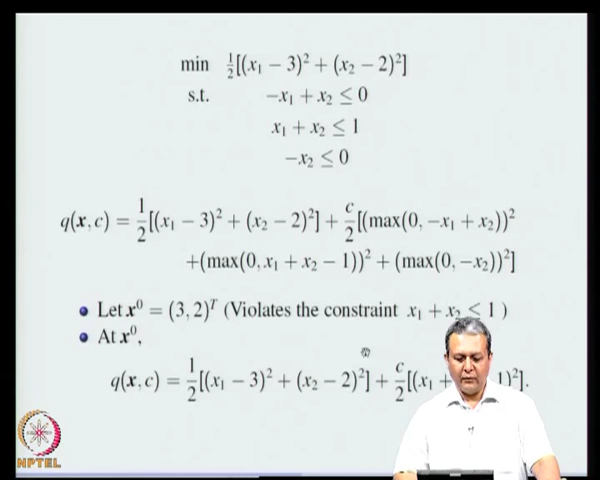 min ½[(x₁ − 3)² + (x₂ − 2)²]
s.t. −x₁ + x₂ ≤ 0
x₁ + x₂ ≤ 1
−x₂ ≤ 0
q(x, c) = 1/2[(x₁ − 3)² + (x₂ − 2)²] + c/2[(max(0, −x₁ + x₂))²
+(max(0, x₁ + x₂ − 1))² + (max(0, −x₂))²]
• Let x⁰ = (3, 2)ᵀ (Violates the constraint x₁ + x₂ ≤ 1 )
• At x⁰,
q(x, c) = 1/2[(x₁ − 3)² + (x₂ − 2)²] + c/2[(x₁ + 1)²].
NPTEL